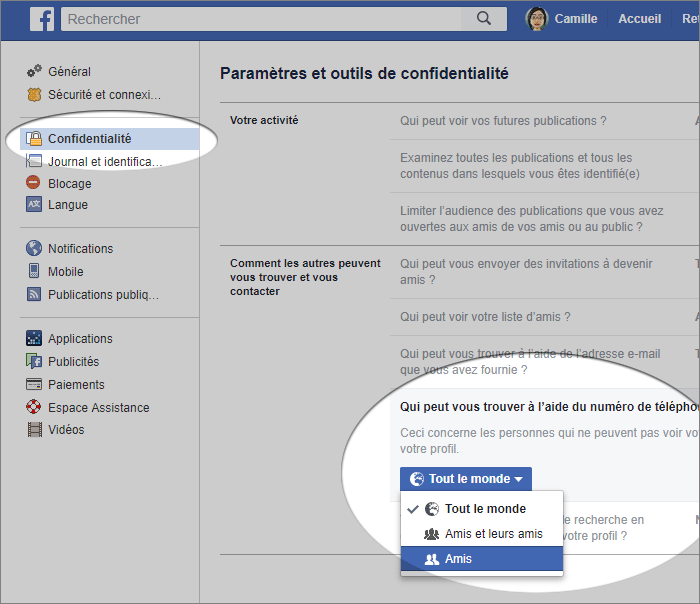 f Rechercher Camille Accueil
Général
Sécurité et connexi…
Confidentialité
Journal et identifica…
Blocage
Langue
Notifications
Mobile
Publications publiq…
Applications
Publicités
Paiements
Espace Assistance
Vidéos
Paramètres et outils de confidentialité
Votre activité
Qui peut voir vos futures publications ?
Examinez toutes les publications et tous les
contenus dans lesquels vous êtes identifié(e)
Limiter l’audience des publications que vous avez
ouvertes aux amis de vos amis ou au public ?
Comment les autres peuvent
vous trouver et vous
contacter
Qui peut vous envoyer des invitations à devenir
amis ?
Qui peut voir votre liste d’amis ?
Qui peut vous trouver à l’aide de l’adresse e-mail
que vous avez fournie ?
Qui peut vous trouver à l’aide du numéro de télépho
Ceci concerne les personnes qui ne peuvent pas voir vo
votre profil.
Tout le monde
Tout le monde
Amis et leurs amis
Amis
de recherche en
votre profil ?